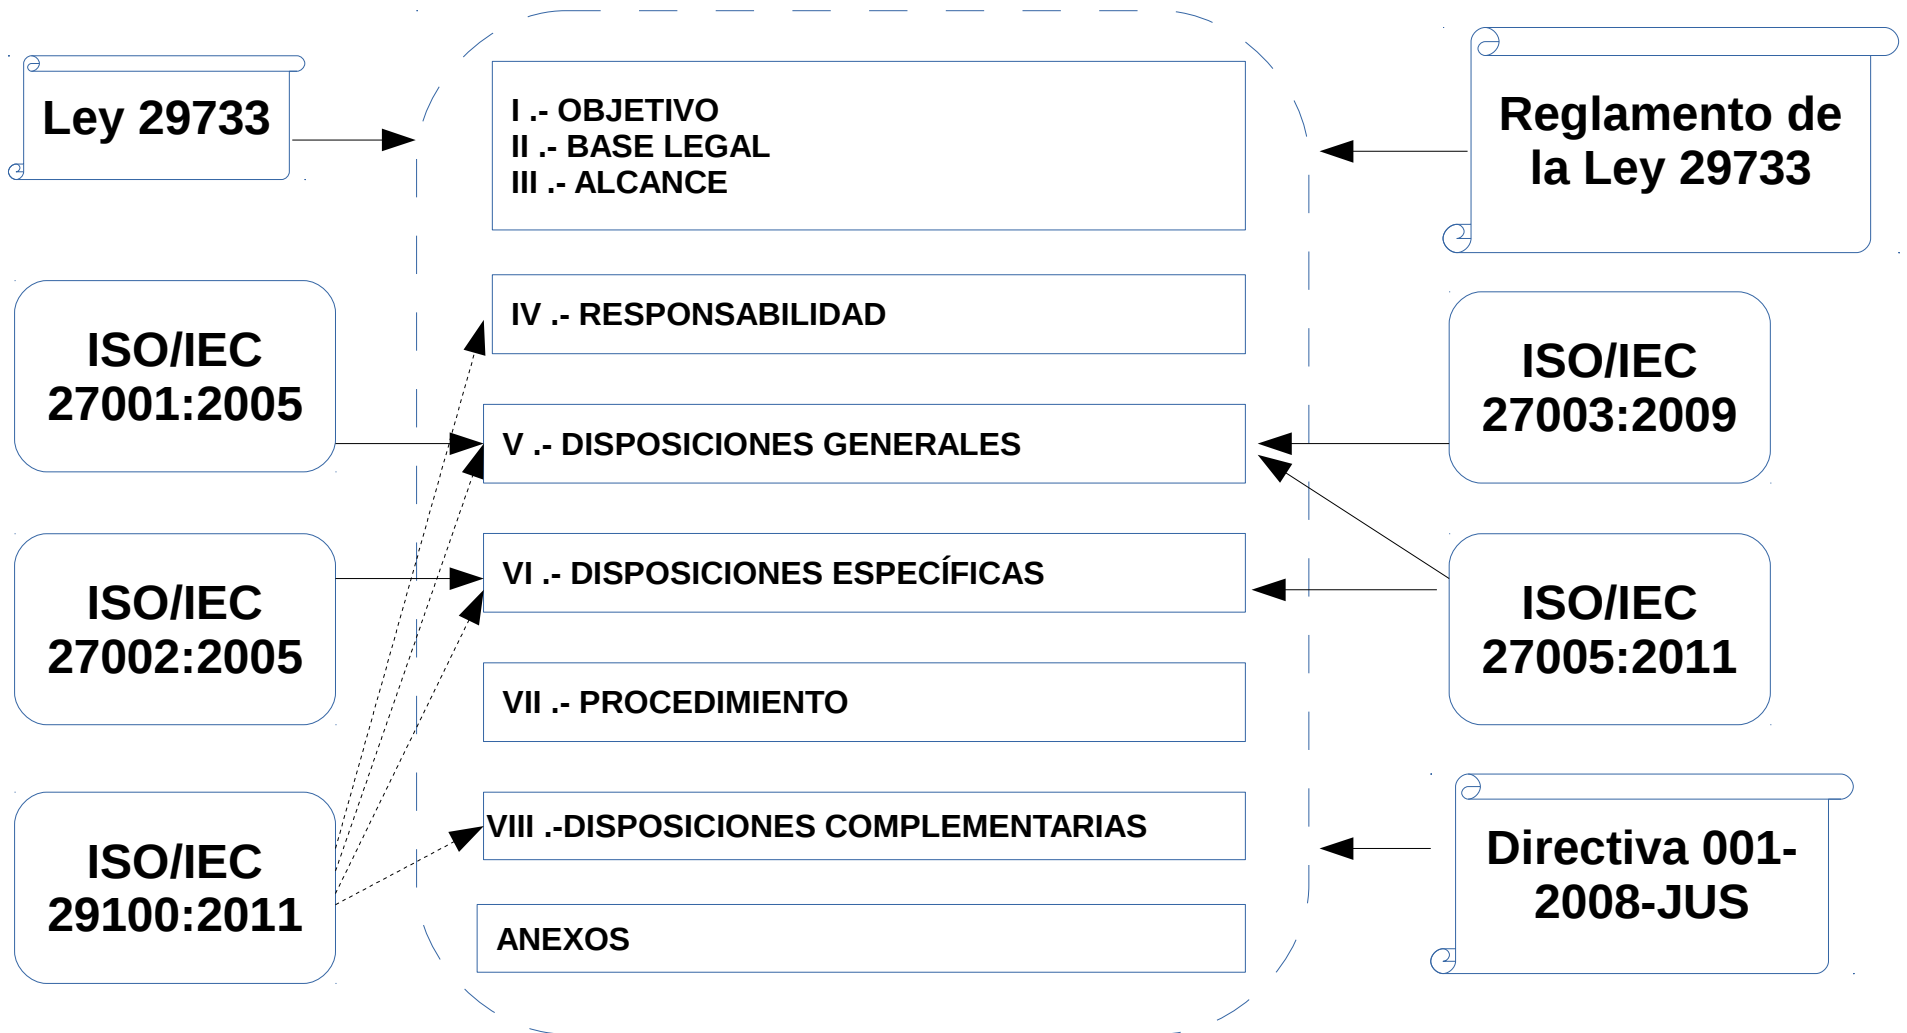 Ley 29733
ISO/IEC
27001:2005
ISO/IEC
27002:2005
ISO/IEC
29100:2011
I .- OBJETIVO
II .- BASE LEGAL
III .- ALCANCE
IV .- RESPONSABILIDAD
V .- DISPOSICIONES GENERALES
VI .- DISPOSICIONES ESPECÍFICAS
VII .- PROCEDIMIENTO
VIII .-DISPOSICIONES COMPLEMENTARIAS
ANEXOS
Reglamento de
la Ley 29733
ISO/IEC
27003:2009
ISO/IEC
27005:2011
Directiva 001-
2008-JUS